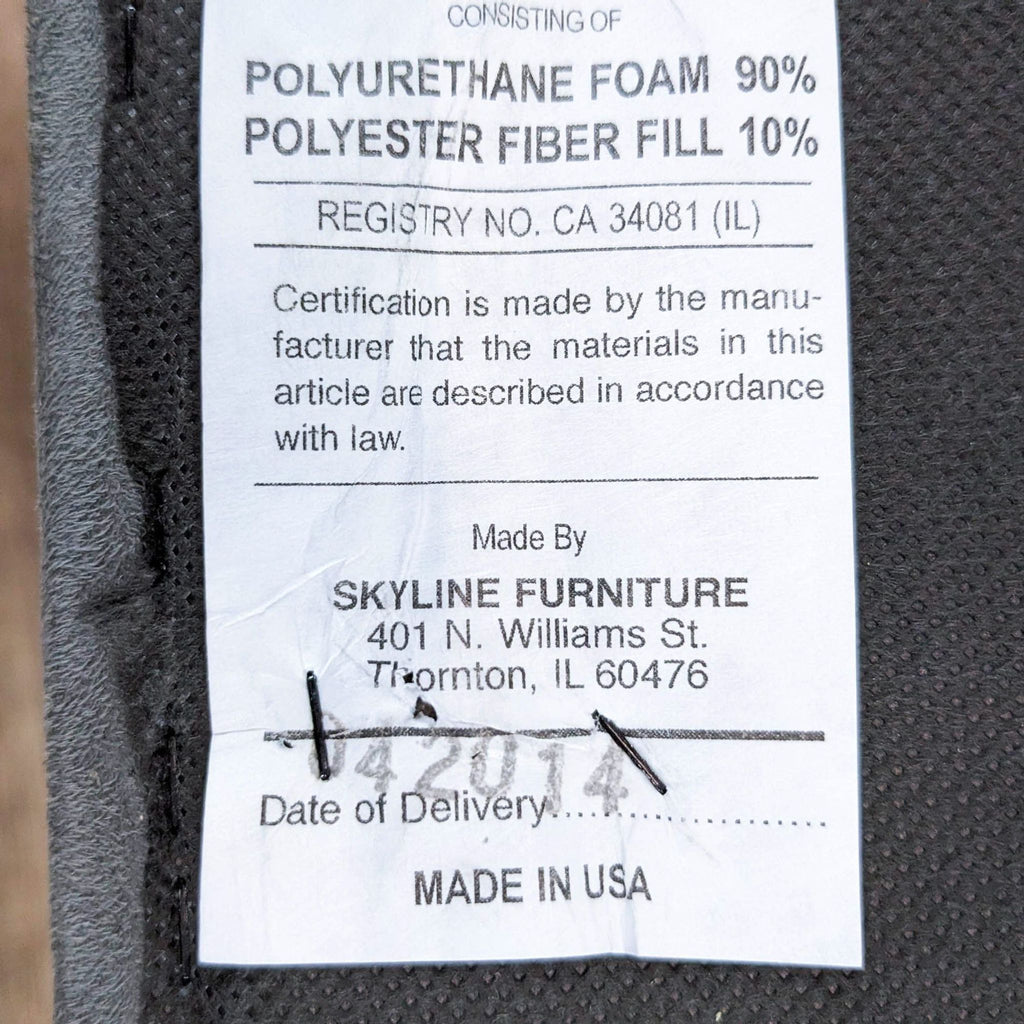 CONSISTING OF
POLYURETHANE FOAM 90%
POLYESTER FIBER FILL 10%
REGISTRY NO. CA 34081 (IL)
Certification is made by the manu-
facturer that the materials in this
article are described in accordance
with law.
Made By
SKYLINE FURNITURE
401 N. Williams St.
Thornton, IL 60476
04 2014
Date of Delivery..........................
MADE IN USA